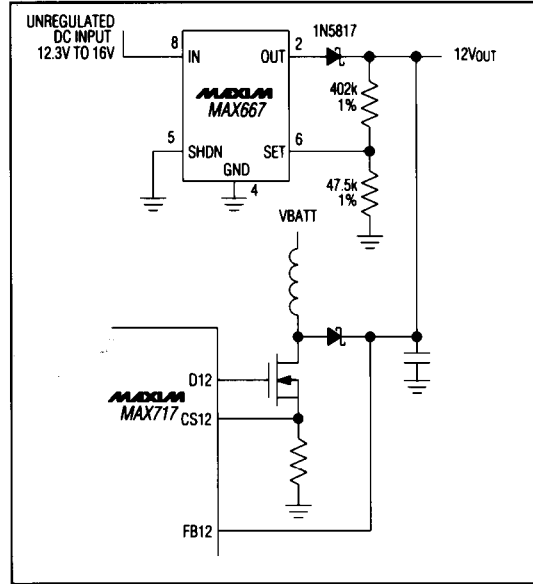 UNREGULATED
DC INPUT
12.3V TO 16V
8
IN
OUT
2
1N5817
12VOUT
MAXIM
MAX667
402k
1%
5
SHDN
SET
6
GND
4
47.5k
1%
VBATT
D12
MAXIM
MAX717
CS12
FB12